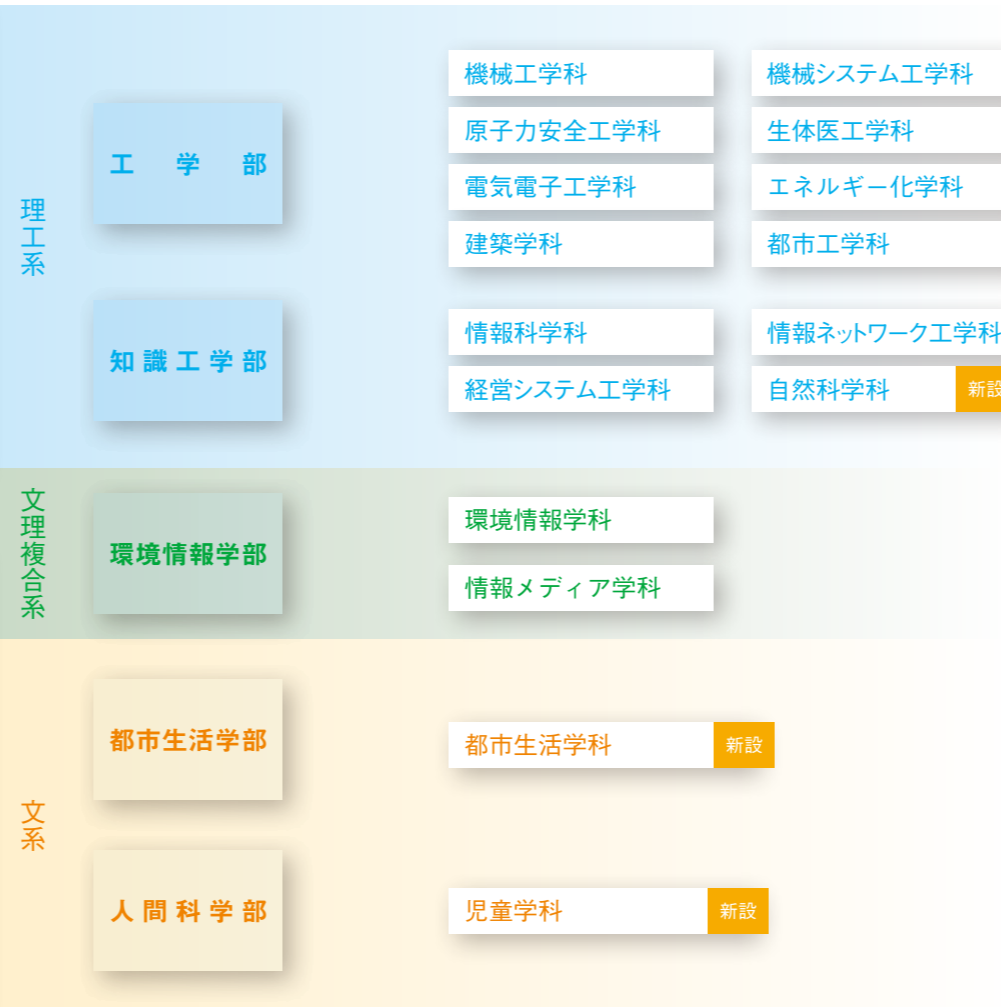 理工系
工学部
機械工学科
機械システム工学科
原子力安全工学科
生体医工学科
電気電子工学科
エネルギー化学科
建築学科
都市工学科
知識工学部
情報科学科
情報ネットワーク工学科
経営システム工学科
自然科学科
新設
文理複合系
環境情報学部
環境情報学科
情報メディア学科
文系
都市生活学部
都市生活学科
新設
人間科学部
児童学科
新設